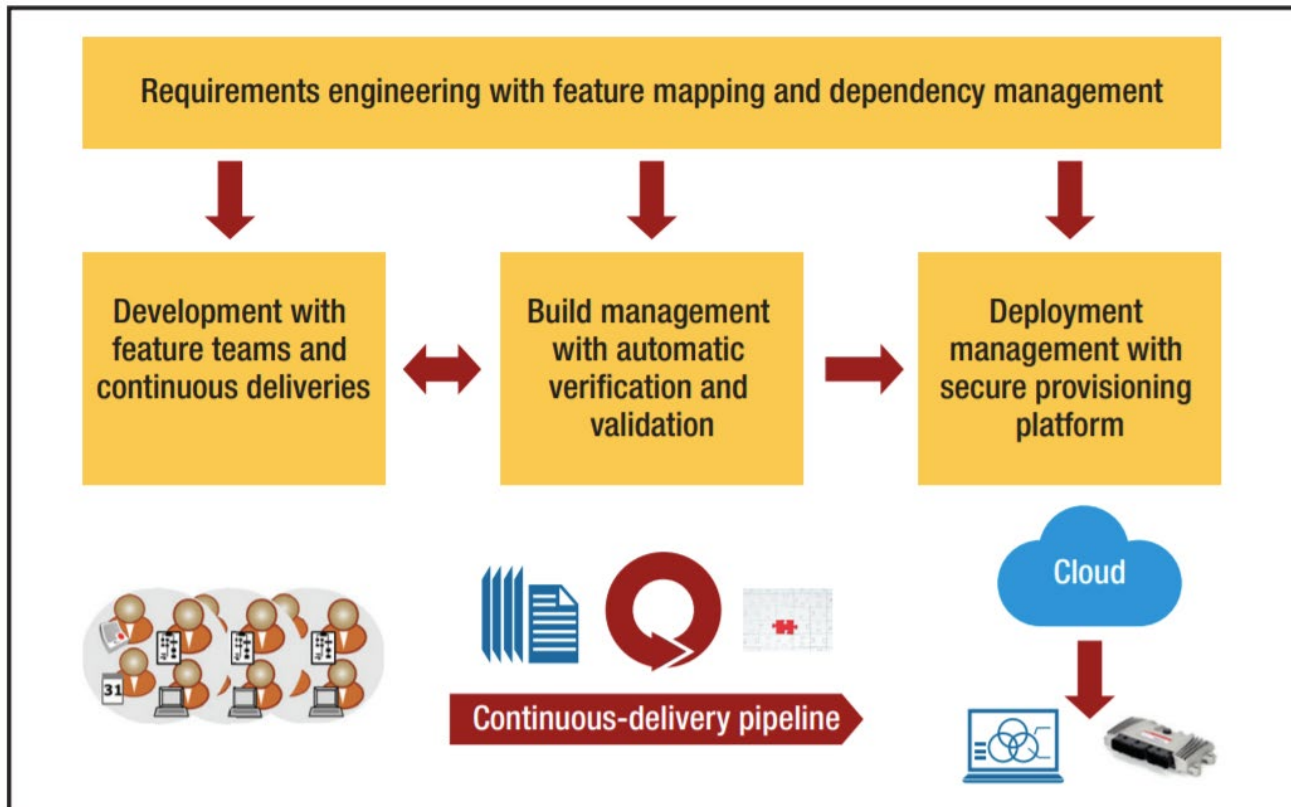 Requirements engineering with feature mapping and dependency management
Development with
feature teams and
continuous deliveries
Build management
with automatic
verification and
validation
Deployment
management with
secure provisioning
platform
Cloud
31
Continuous-delivery pipeline